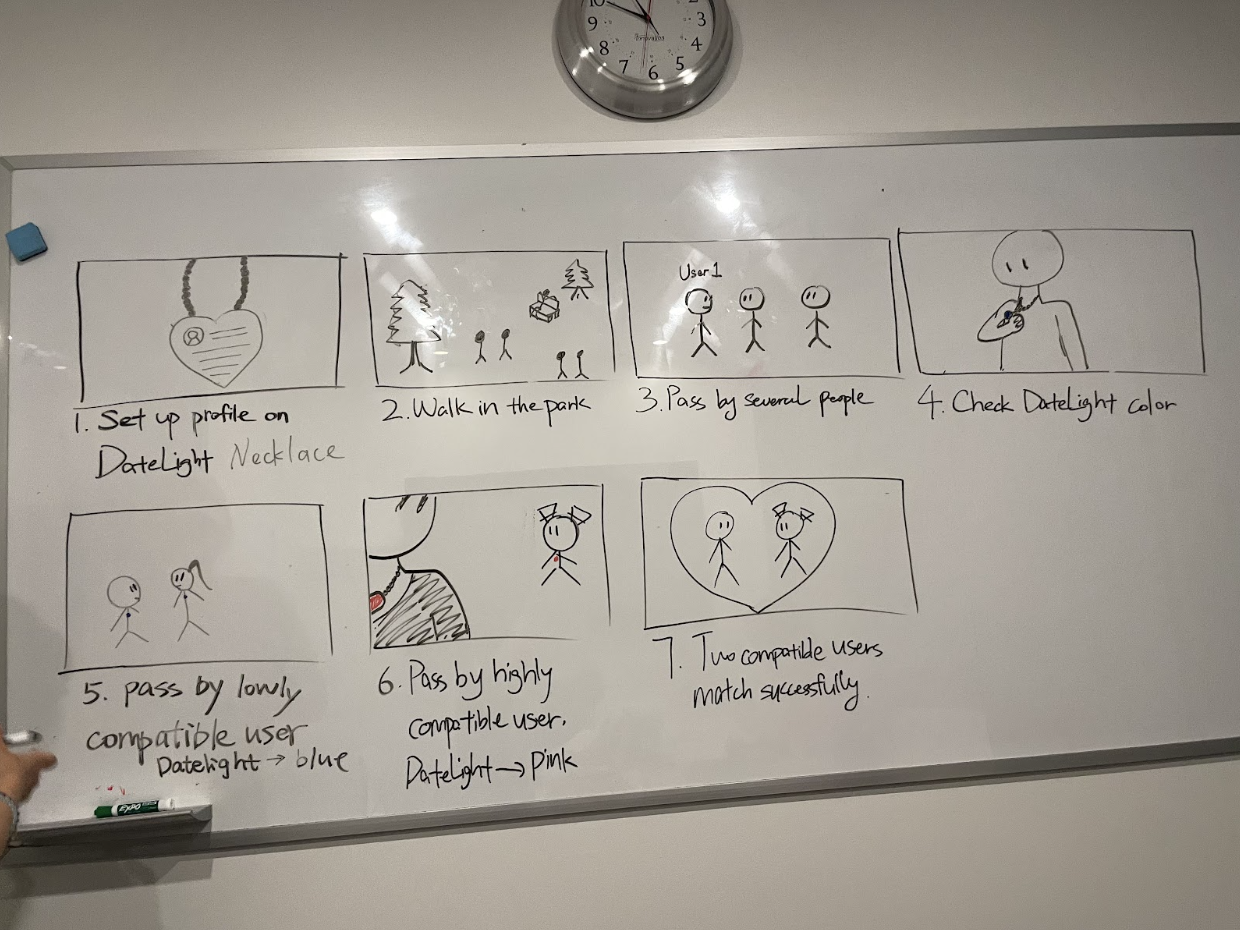 10
2
9
3
8
4
7
6
5
User 1
1. Set up profile on
DateLight Necklace
2. Walk in the park
3. Pass by several people
4. Check DateLight color
5. pass by lowly
compatible user
Datelight → blue
6. Pass by highly
compatible user.
DateLight → Pink
7. Two compatible users
match successfully.
EXPO